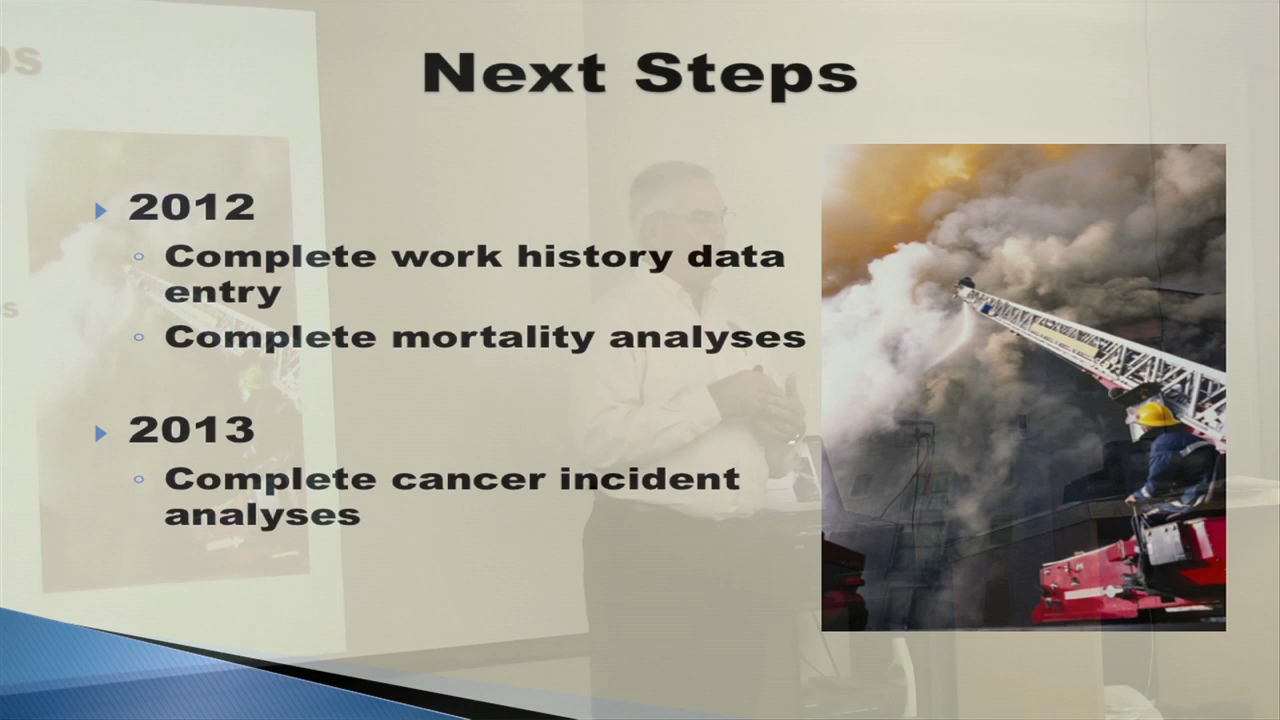 Next Steps
2012
Complete work history data
entry
Complete mortality analyses
2013
Complete cancer incident
analyses